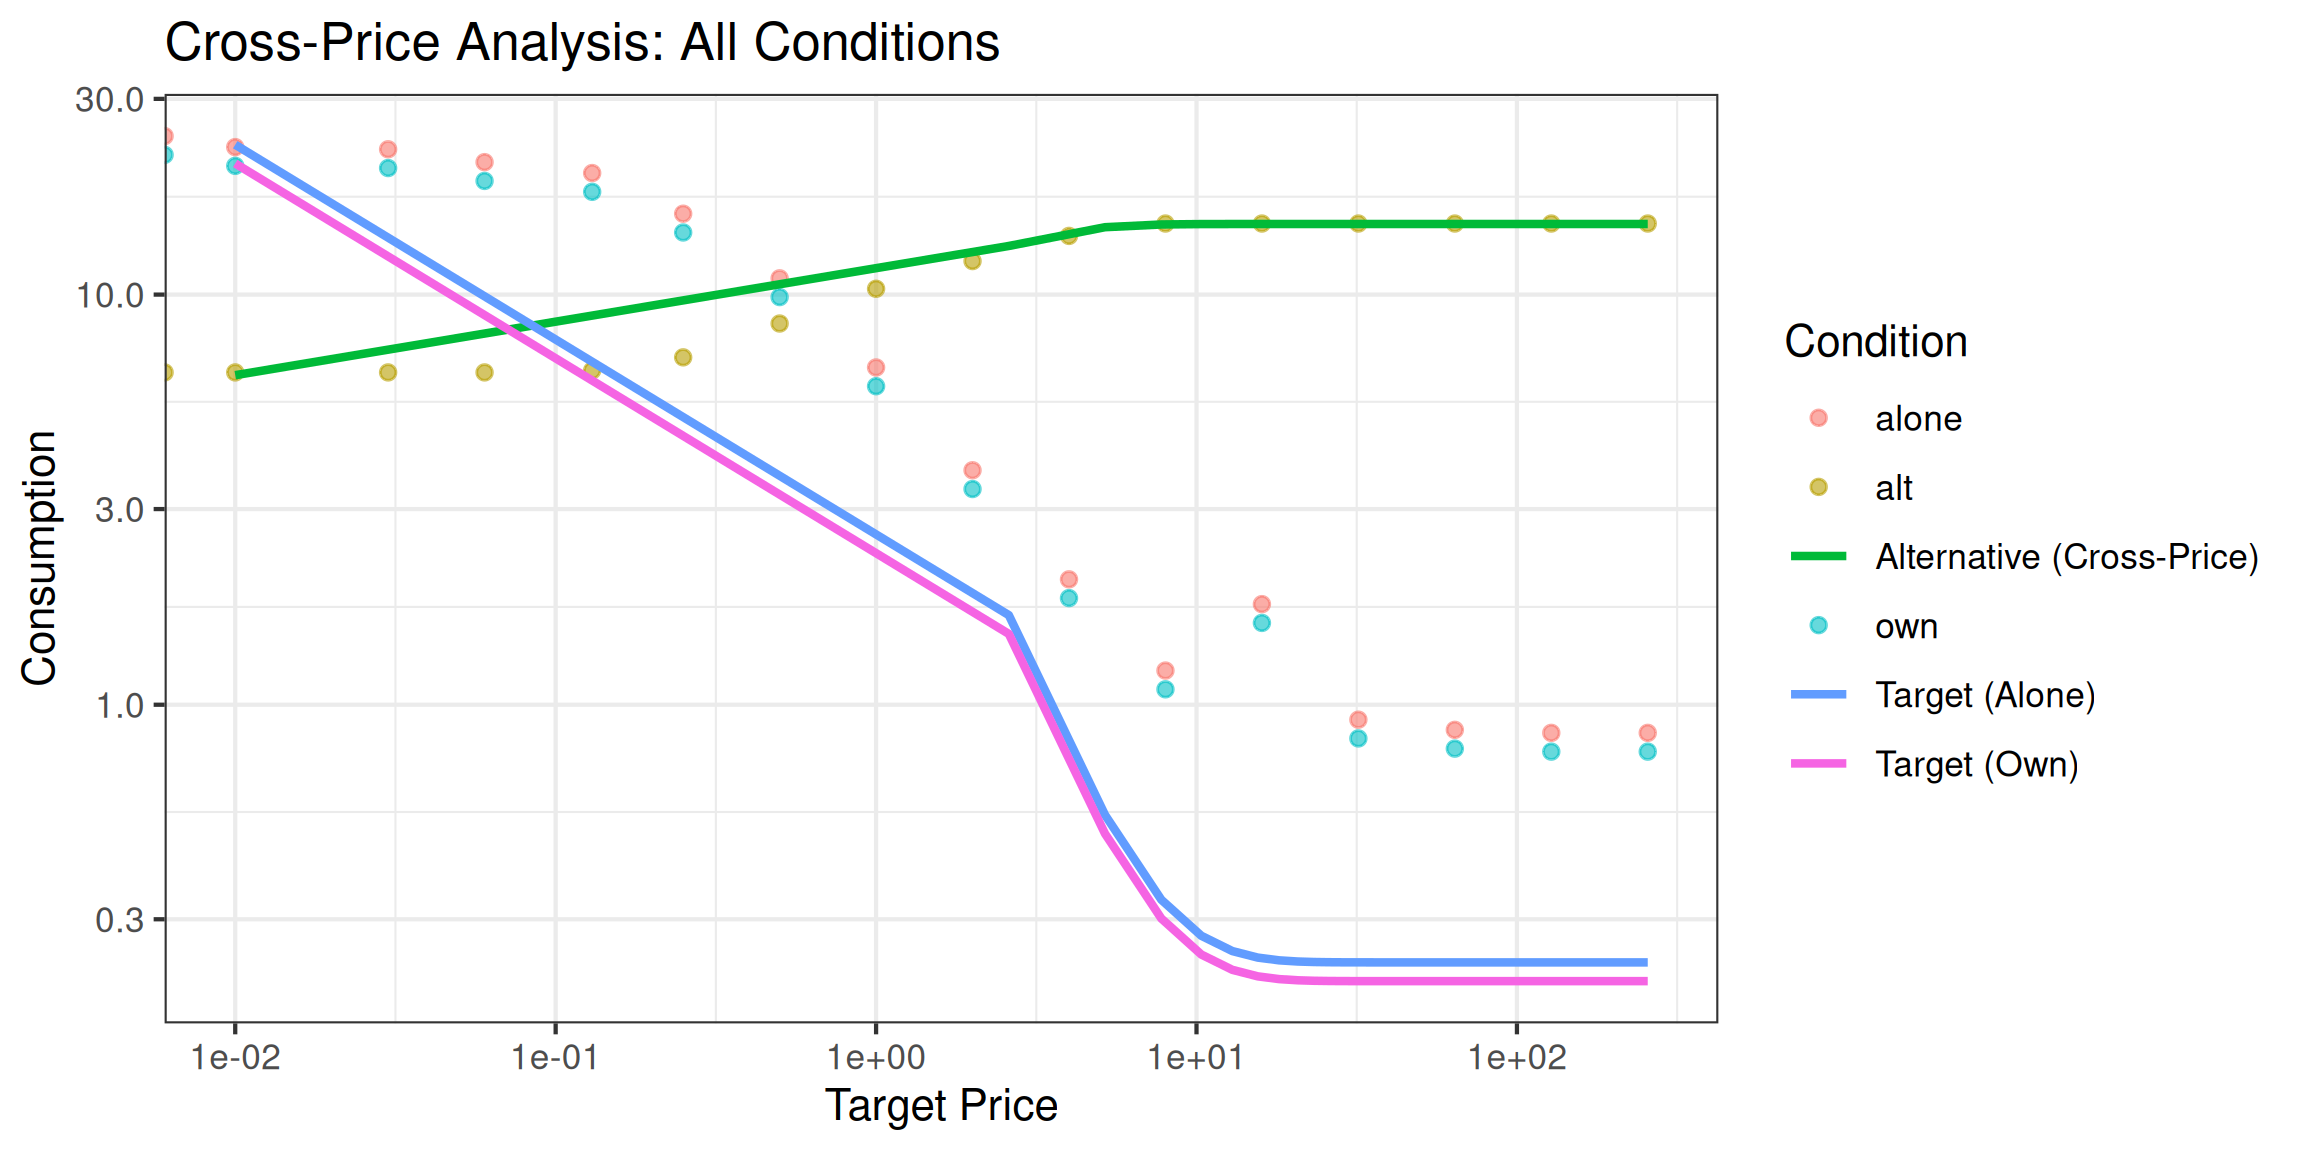 Cross-Price Analysis: All Conditions
30.0
10.0
3.0
1.0
0.3
Consumption
1e-02
1e-01
1e+00
1e+01
1e+02
Target Price
Condition
alone
alt
Alternative (Cross-Price)
own
Target (Alone)
Target (Own)